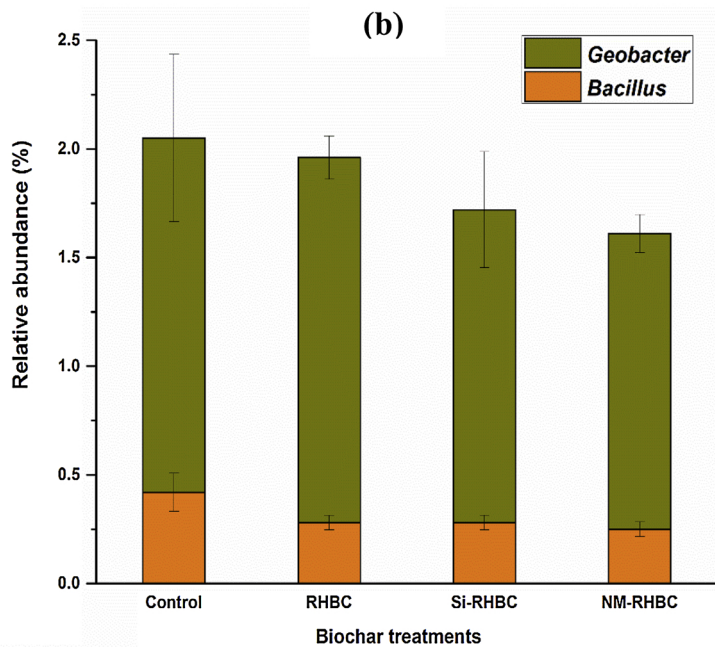 (b)
Geobacter
Bacillus
2.5
2.0
1.5
1.0
0.5
0.0
Relative abundance (%)
Control RHBC Si-RHBC NM-RHBC
Biochar treatments